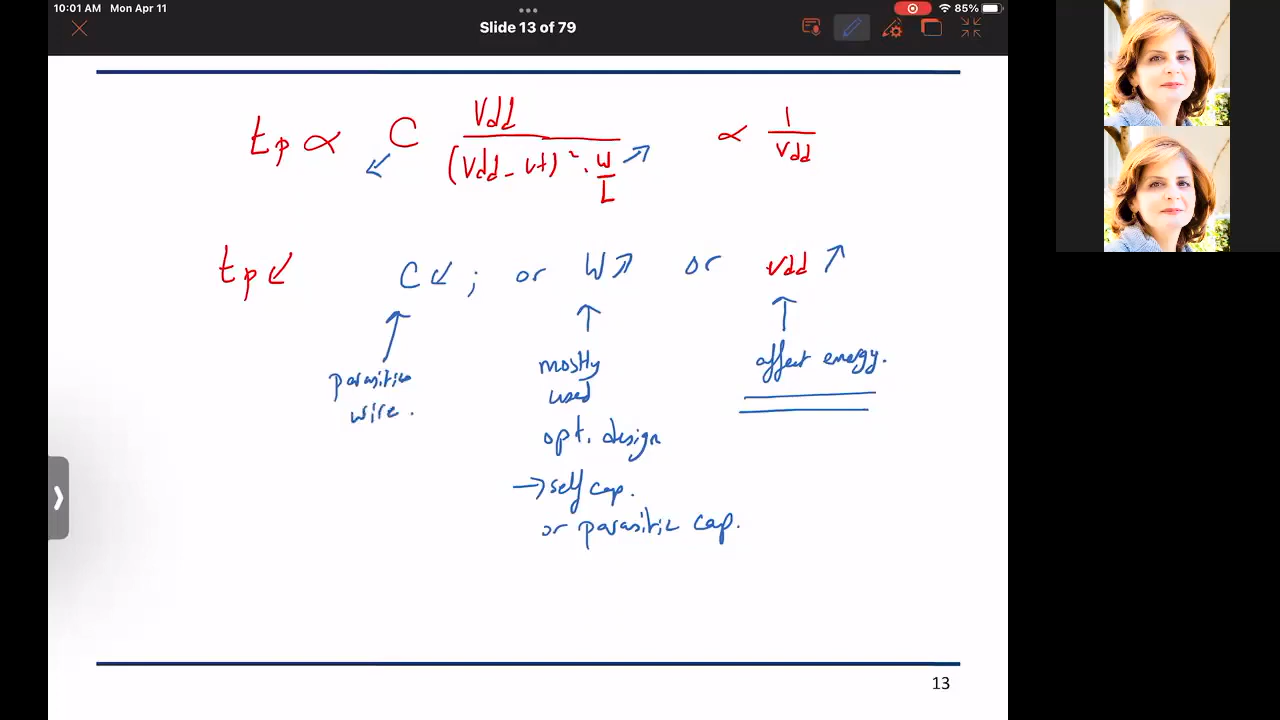 10:01 AM Mon Apr 11
85%
Slide 13 of 79
tp ∝ C Vdd / (Vdd - Vt)² · W/L ∝ 1/Vdd
tp ↙ C ↙ ; or W ↗ or Vdd ↗
parasitic
wire.
mostly
used
opt. design
→ self cap.
or parasitic cap.
affect energy.
13